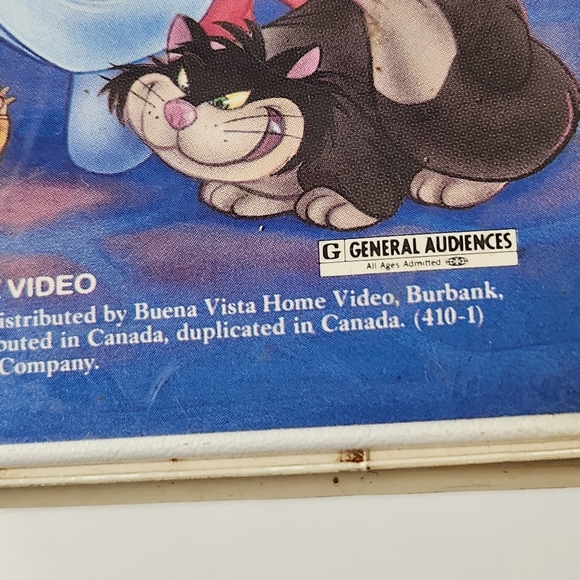 G GENERAL AUDIENCES
All Ages Admitted
VIDEO
istributed by Buena Vista Home Video, Burbank,
buted in Canada, duplicated in Canada. (410-1)
Company.